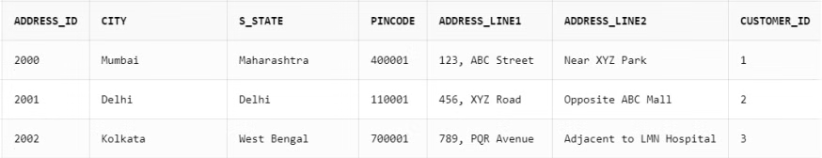 ADDRESS_ID CITY S_STATE PINCODE ADDRESS_LINE1 ADDRESS_LINE2 CUSTOMER_ID
2000 Mumbai Maharashtra 400001 123, ABC Street Near XYZ Park 1
2001 Delhi Delhi 110001 456, XYZ Road Opposite ABC Mall 2
2002 Kolkata West Bengal 700001 789, PQR Avenue Adjacent to LMN Hospital 3